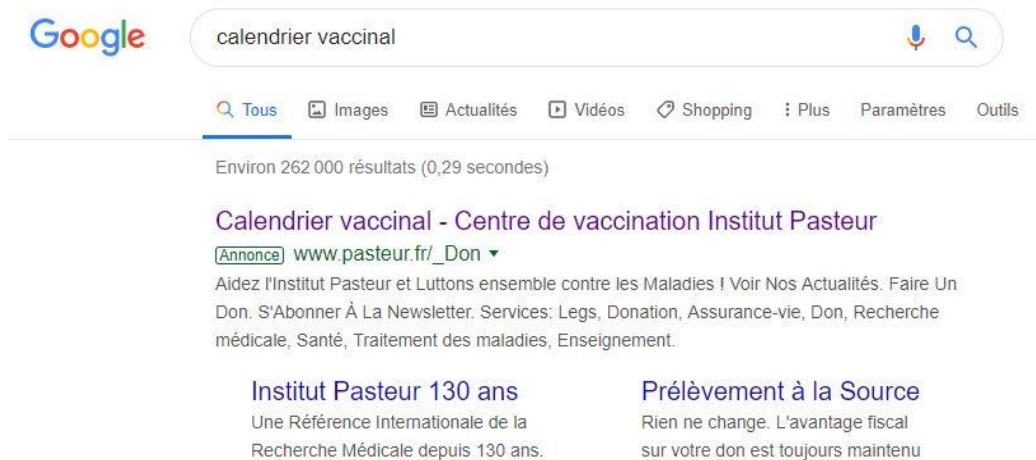 Google
calendrier vaccinal
Tous Images Actualités Vidéos Shopping Plus Paramètres Outils
Environ 262 000 résultats (0,29 secondes)
Calendrier vaccinal - Centre de vaccination Institut Pasteur
Annonce www.pasteur.fr/_Don
Aidez l'Institut Pasteur et Luttons ensemble contre les Maladies ! Voir Nos Actualités. Faire Un
Don. S'Abonner À La Newsletter. Services: Legs, Donation, Assurance-vie, Don, Recherche
médicale, Santé, Traitement des maladies, Enseignement.
Institut Pasteur 130 ans
Une Référence Internationale de la
Recherche Médicale depuis 130 ans.
Prélèvement à la Source
Rien ne change. L'avantage fiscal
sur votre don est toujours maintenu